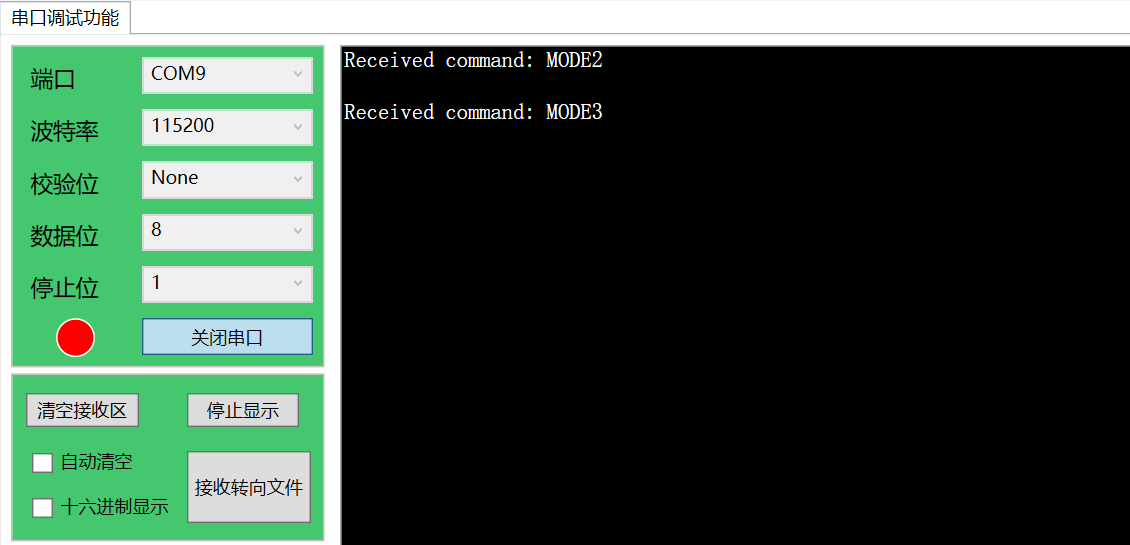 串口调试功能
端口 COM9
波特率 115200
校验位 None
数据位 8
停止位 1
关闭串口
清空接收区 停止显示
自动清空
接收转向文件
十六进制显示
Received command: MODE2
Received command: MODE3